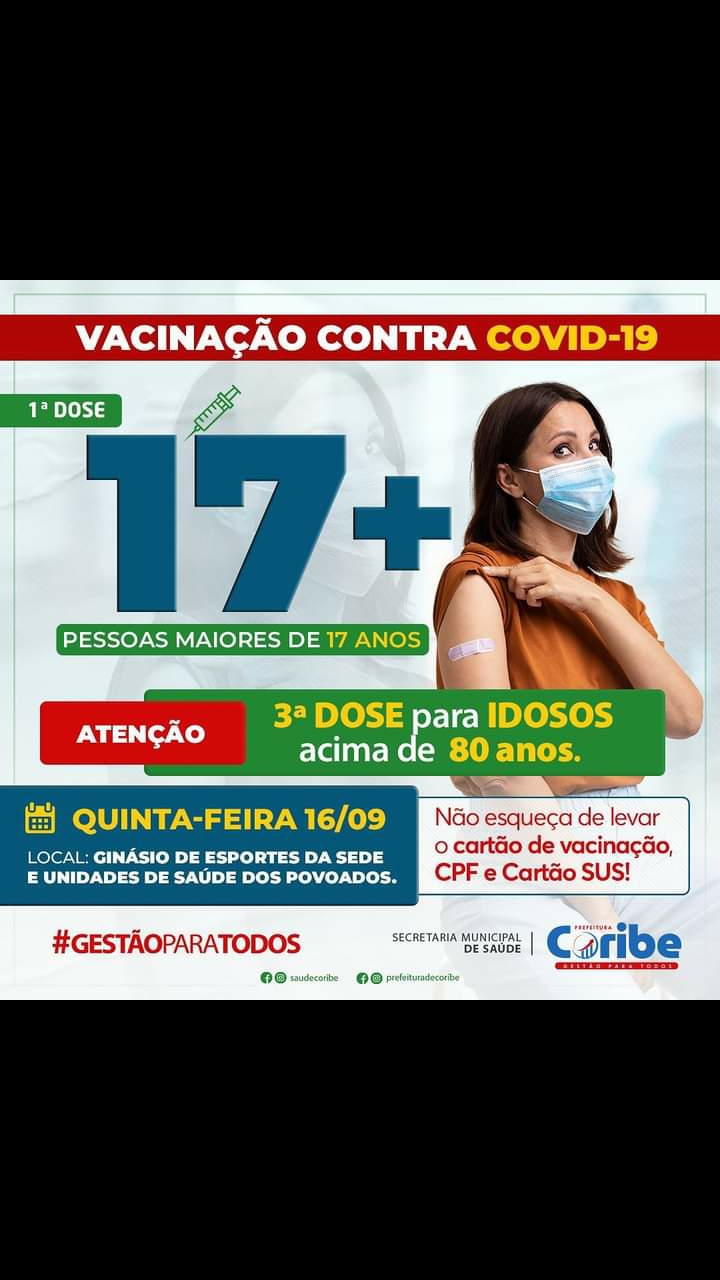 VACINAÇÃO CONTRA COVID-19
1ª DOSE
17+
PESSOAS MAIORES DE 17 ANOS
ATENÇÃO
3ª DOSE para IDOSOS
acima de 80 anos.
QUINTA-FEIRA 16/09
LOCAL: GINÁSIO DE ESPORTES DA SEDE
E UNIDADES DE SAÚDE DOS POVOADOS.
Não esqueça de levar
o cartão de vacinação,
CPF e Cartão SUS!
#GESTÃOPARATODOS
SECRETARIA MUNICIPAL
DE SAÚDE
PREFEITURA
Coribe
GESTÃO PARA TODOS
saudecoribe
prefeituradecoribe